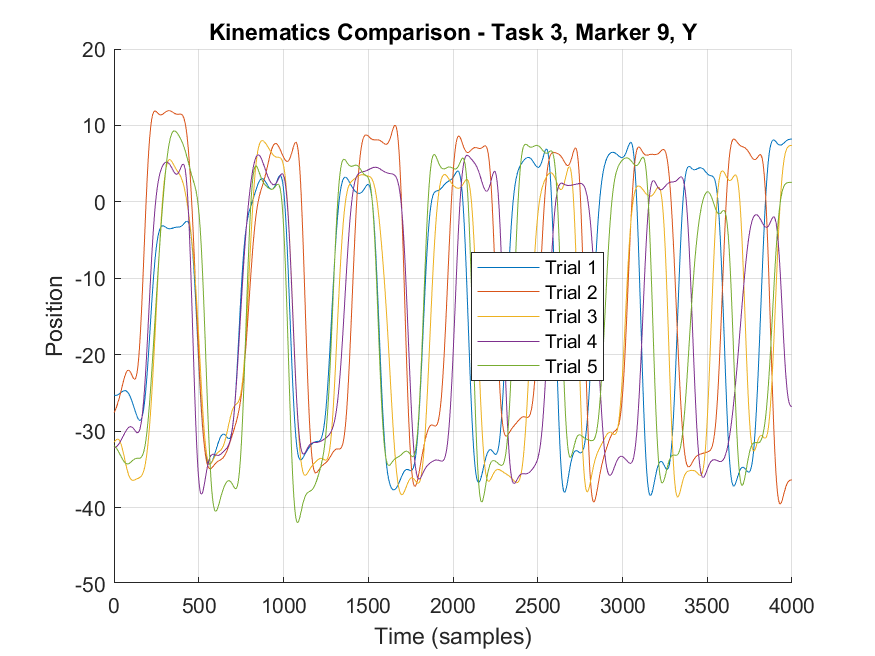 Kinematics Comparison - Task 3, Marker 9, Y
20
10
0
-10
-20
-30
-40
-50
Position
Trial 1
Trial 2
Trial 3
Trial 4
Trial 5
0 500 1000 1500 2000 2500 3000 3500 4000
Time (samples)